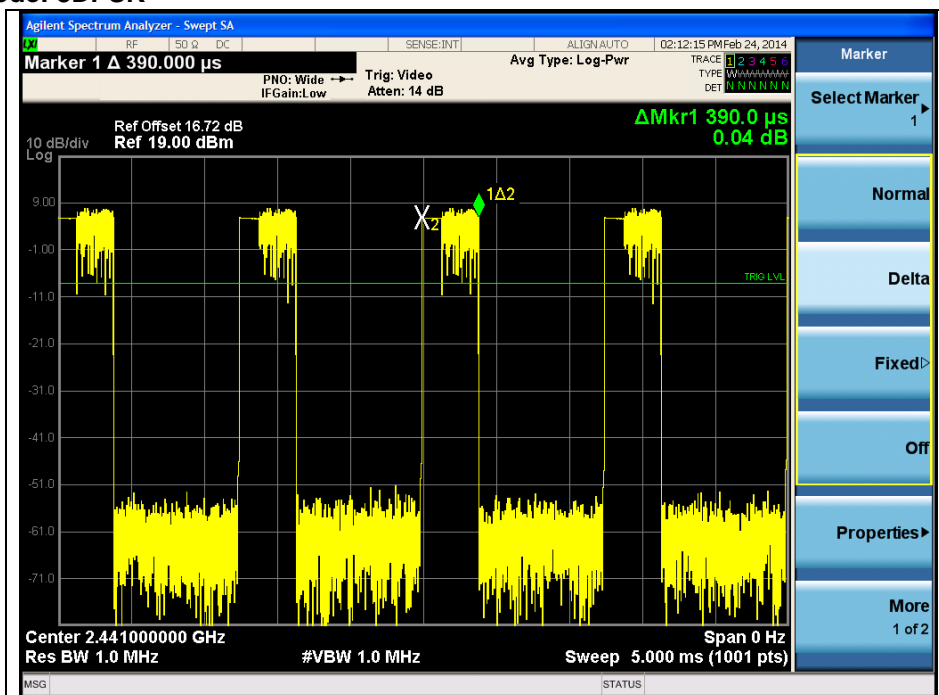 Agilent Spectrum Analyzer - Swept SA
LXI RF 50 Ω DC SENSE:INT ALIGN AUTO 02:12:15 PM Feb 24, 2014
Marker 1 Δ 390.000 µs
PNO: Wide
IFGain:Low
Trig: Video
Atten: 14 dB
Avg Type: Log-Pwr
TRACE 1 2 3 4 5 6
TYPE W
DET N N N N N N
ΔMkr1 390.0 µs
0.04 dB
Ref Offset 16.72 dB
10 dB/div Ref 19.00 dBm
Log
9.00
-1.00
-11.0
-21.0
-31.0
-41.0
-51.0
-61.0
-71.0
1Δ2
X2
TRIG LVL
Center 2.441000000 GHz Span 0 Hz
Res BW 1.0 MHz #VBW 1.0 MHz Sweep 5.000 ms (1001 pts)
MSG STATUS
Marker
Select Marker
1
Normal
Delta
Fixed
Off
Properties
More
1 of 2